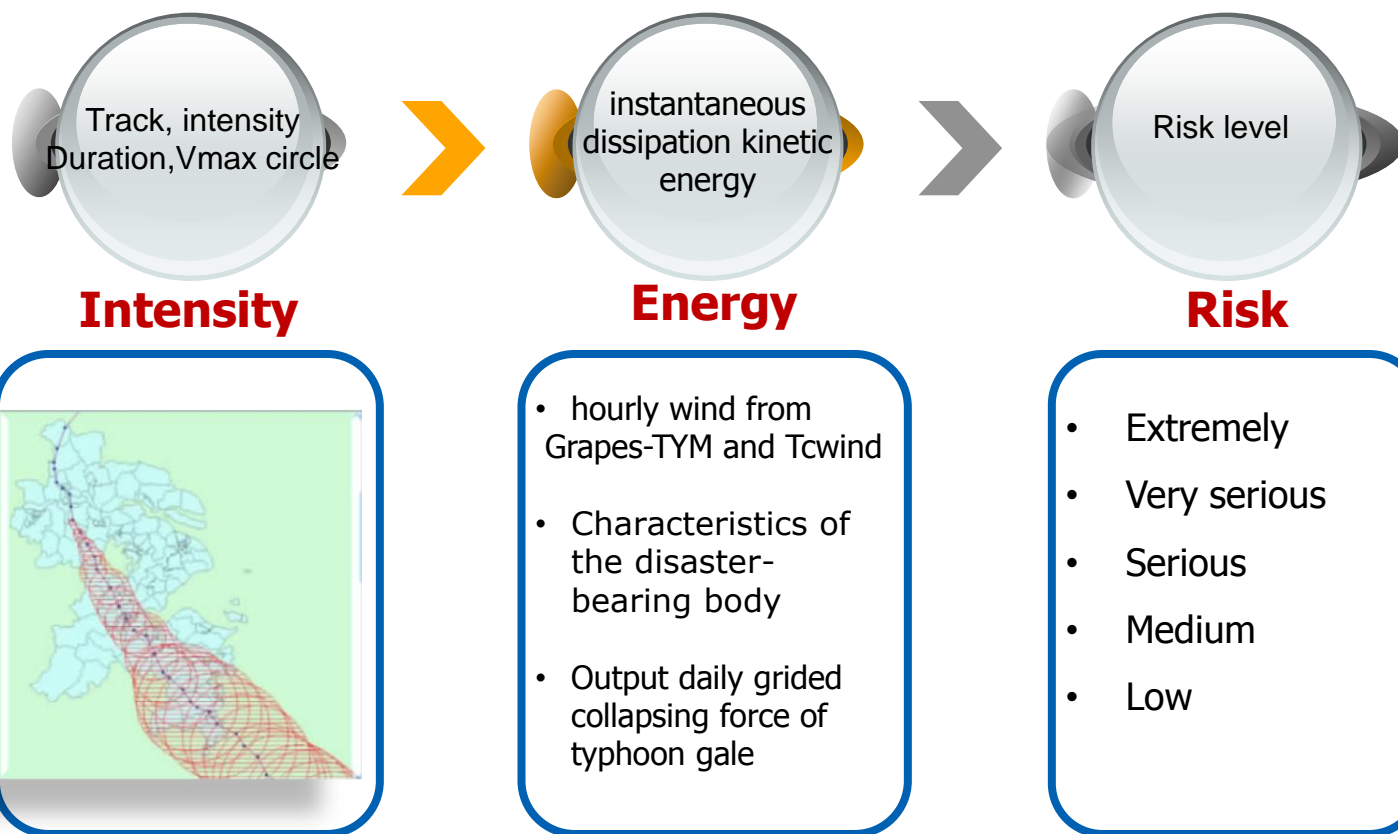 Track, intensity
Duration,Vmax circle
Intensity
instantaneous
dissipation kinetic
energy
Energy
Risk level
Risk
• hourly wind from
Grapes-TYM and Tcwind
• Characteristics of
the disaster-
bearing body
• Output daily grided
collapsing force of
typhoon gale
• Extremely
• Very serious
• Serious
• Medium
• Low